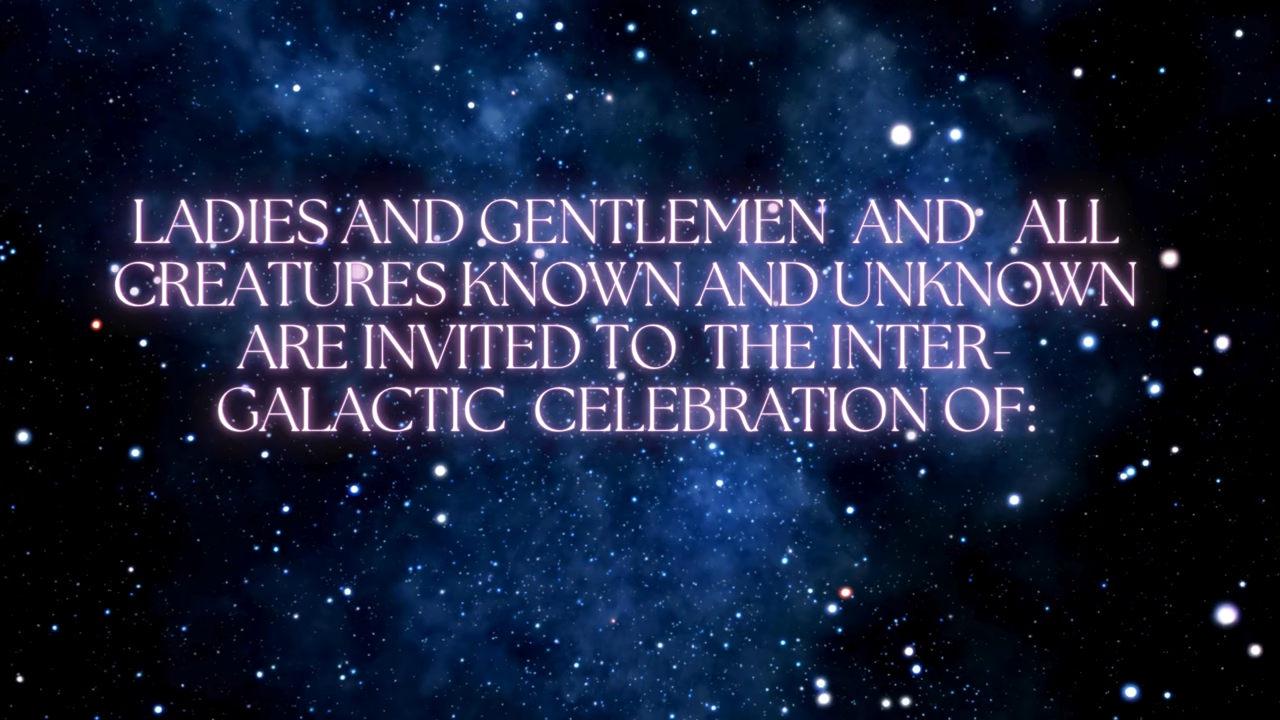 LADIES AND GENTLEMEN AND ALL
CREATURES KNOWN AND UNKNOWN
ARE INVITED TO THE INTER-
GALACTIC CELEBRATION OF: